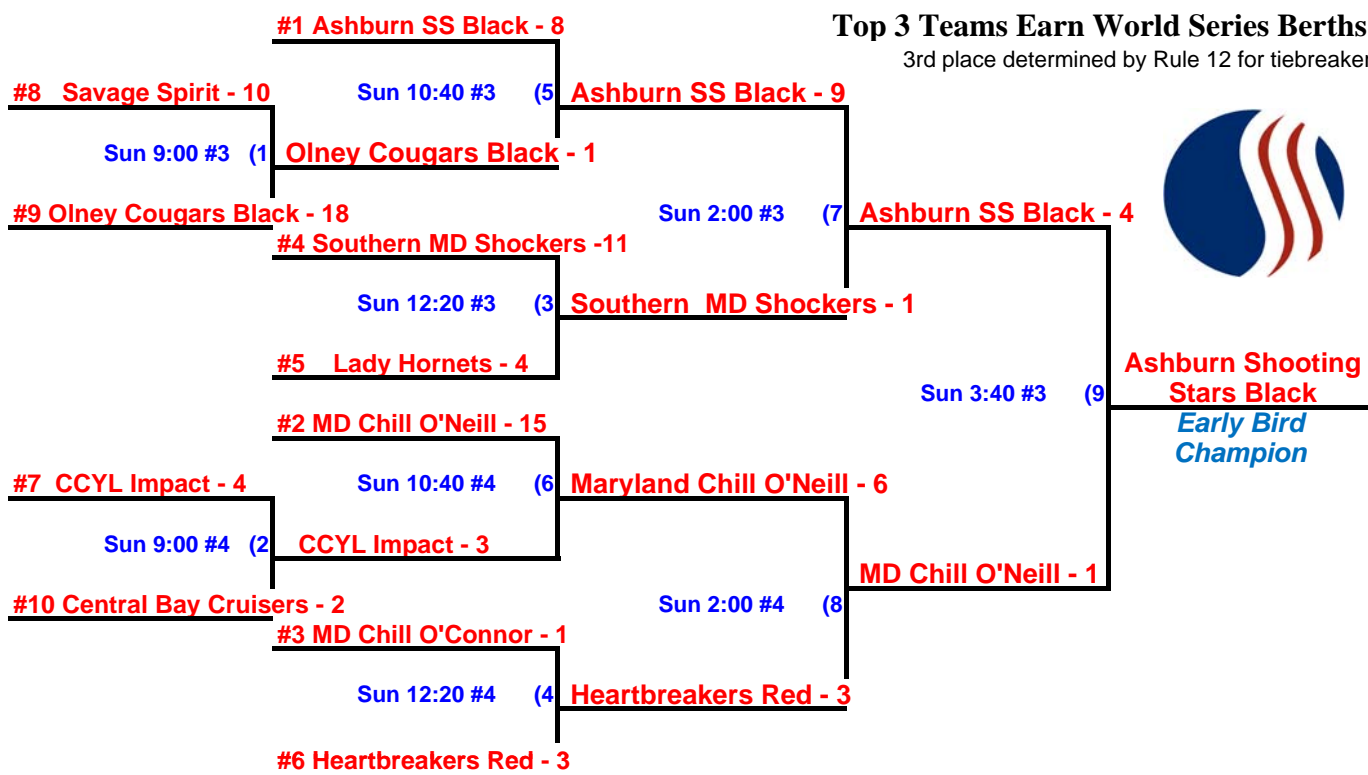 #1 Ashburn SS Black - 8
Top 3 Teams Earn World Series Berths
3rd place determined by Rule 12 for tiebreaker
#8 Savage Spirit - 10
Sun 10:40 #3 (5
Ashburn SS Black - 9
Sun 9:00 #3 (1
Olney Cougars Black - 1
#9 Olney Cougars Black - 18
Sun 2:00 #3 (7
Ashburn SS Black - 4
#4 Southern MD Shockers -11
Sun 12:20 #3 (3
Southern MD Shockers - 1
#5 Lady Hornets - 4
Ashburn Shooting
Stars Black
Sun 3:40 #3 (9
Early Bird
Champion
#2 MD Chill O'Neill - 15
#7 CCYL Impact - 4
Sun 10:40 #4 (6
Maryland Chill O'Neill - 6
Sun 9:00 #4 (2
CCYL Impact - 3
MD Chill O'Neill - 1
#10 Central Bay Cruisers - 2
Sun 2:00 #4 (8
#3 MD Chill O'Connor - 1
Sun 12:20 #4 (4
Heartbreakers Red - 3
#6 Heartbreakers Red - 3